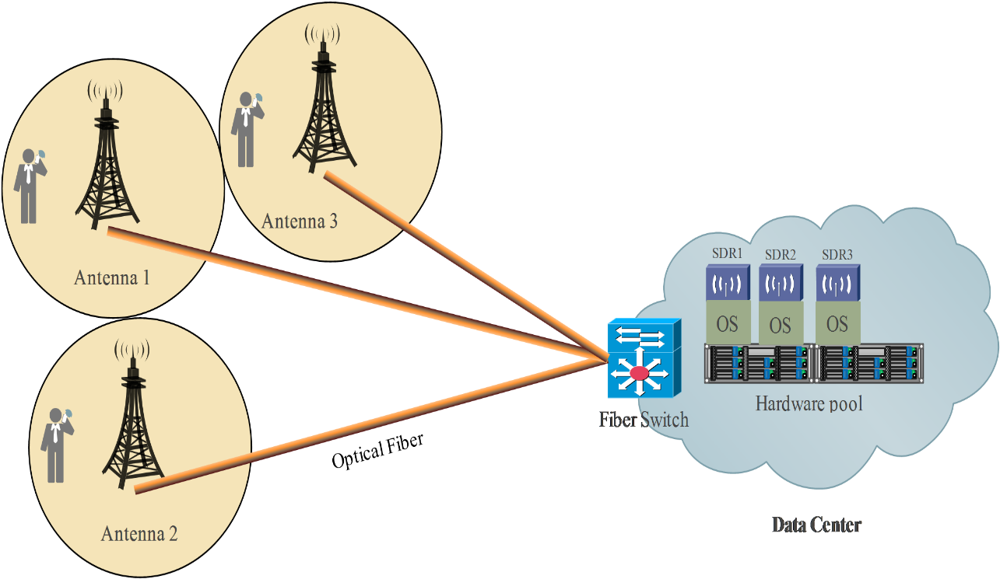 Antenna 3
Antenna 1
Antenna 2
Optical Fiber
Fiber Switch
SDR1
SDR2
SDR3
OS
OS
OS
Hardware pool
Data Center